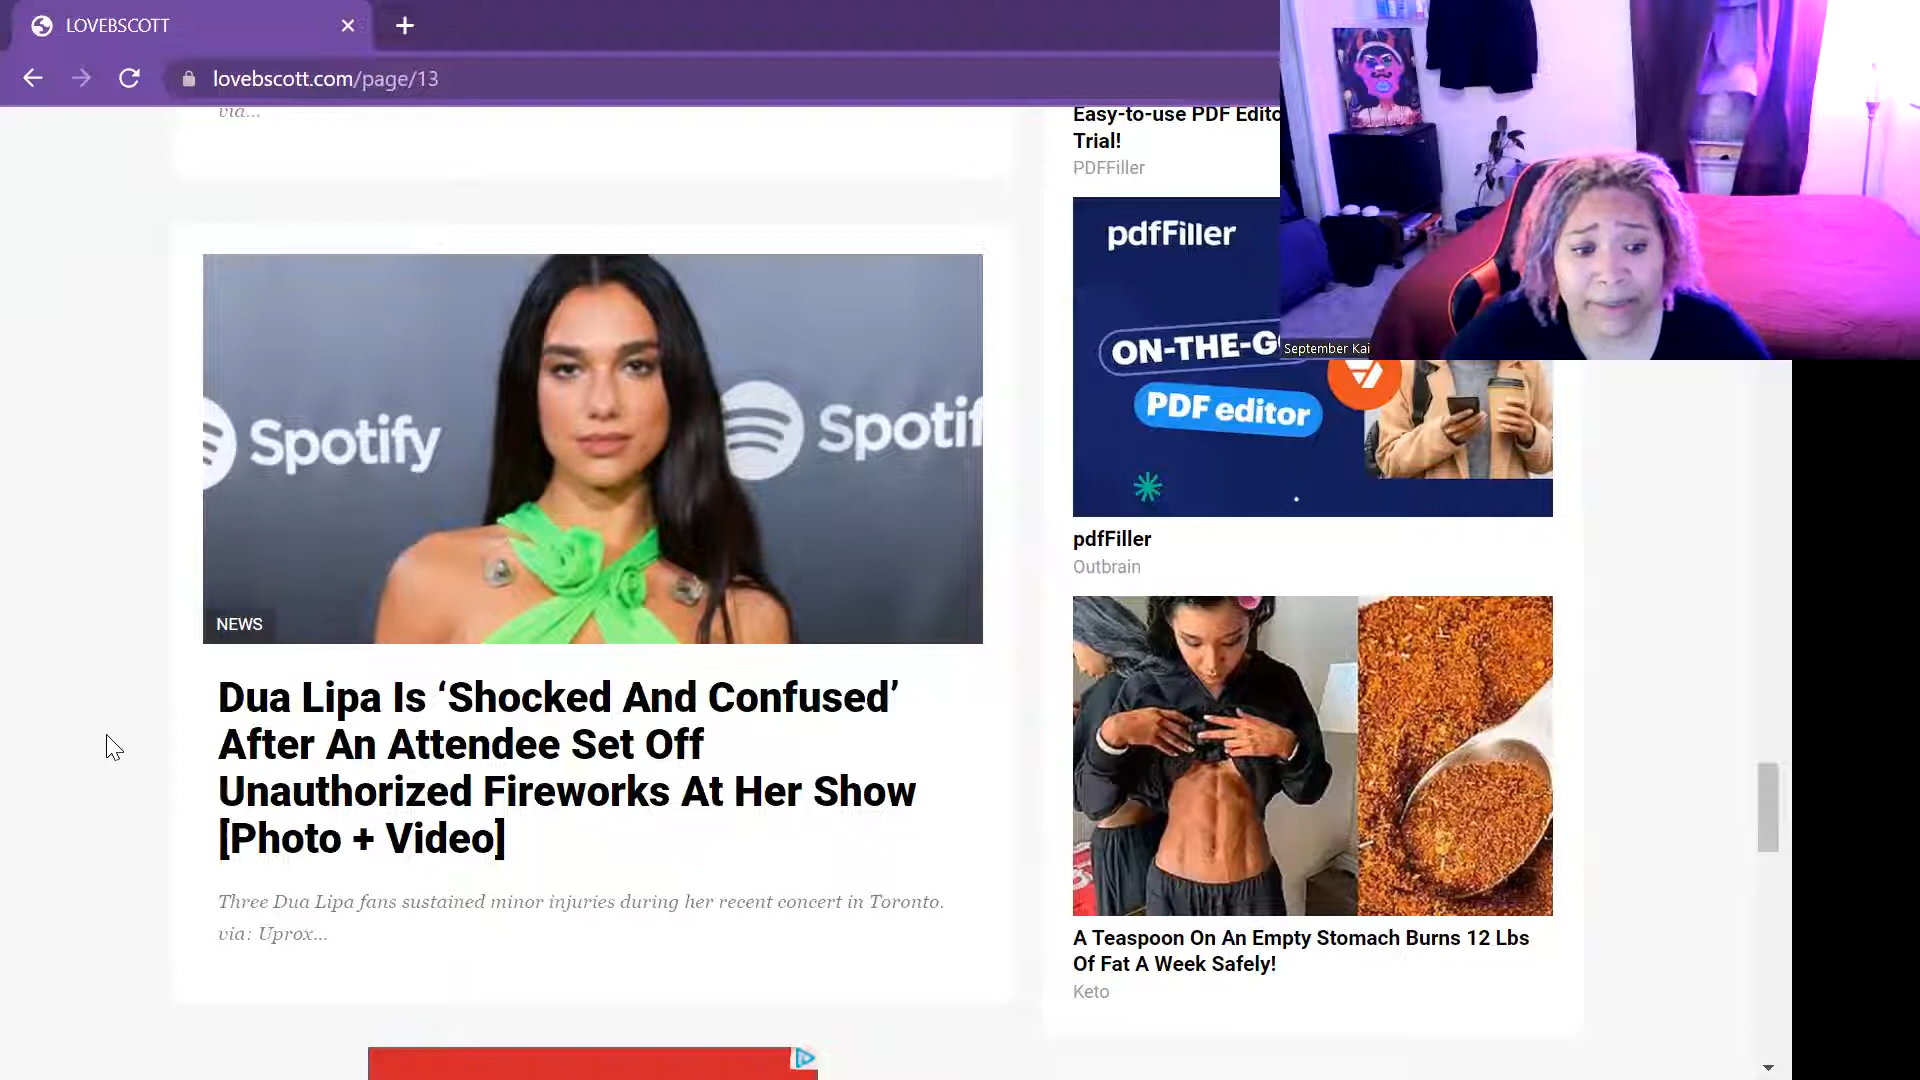 LOVEBSCOTT
lovebscott.com/page/13
via...
Spotify
Spotif
NEWS
Dua Lipa Is ‘Shocked And Confused’
After An Attendee Set Off
Unauthorized Fireworks At Her Show
[Photo + Video]
Three Dua Lipa fans sustained minor injuries during her recent concert in Toronto.
via: Uprox...
Easy-to-use PDF Edito
Trial!
PDFFiller
pdfFiller
ON-THE-G
PDF editor
pdfFiller
Outbrain
A Teaspoon On An Empty Stomach Burns 12 Lbs
Of Fat A Week Safely!
Keto
September Kai